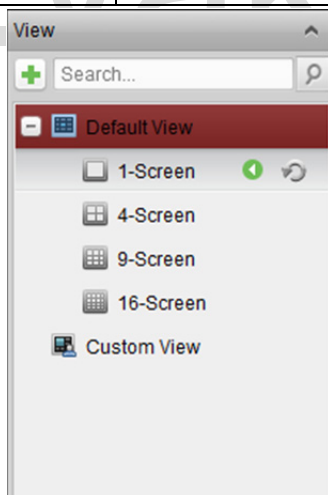 View
Search...
Default View
1-Screen
4-Screen
9-Screen
16-Screen
Custom View